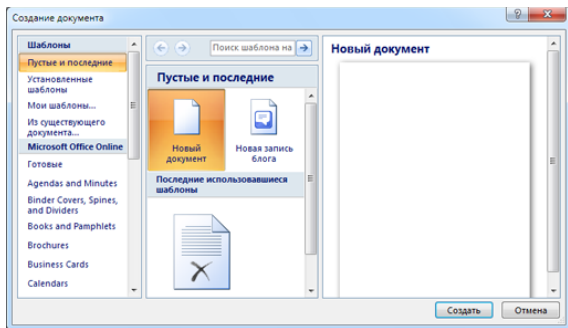 Создание документа
Шаблоны
Пустые и последние
Установленные
шаблоны
Мои шаблоны...
Из существующего
документа...
Microsoft Office Online
Готовые
Agendas and Minutes
Binder Covers, Spines,
and Dividers
Books and Pamphlets
Brochures
Business Cards
Calendars
Поиск шаблона на
Пустые и последние
Новый
документ
Новая запись
блога
Последние использовавшиеся
шаблоны
Новый документ
Создать
Отмена